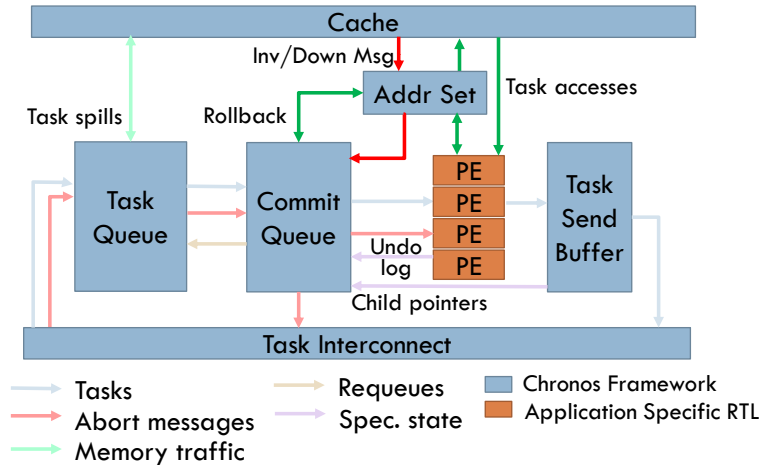 Cache
Inv/Down Msg
Addr Set
Task accesses
Task spills
Rollback
Task
Queue
Commit
Queue
PE
PE
PE
PE
Task
Send
Buffer
Undo
log
Child pointers
Task Interconnect
Tasks
Abort messages
Memory traffic
Requeues
Spec. state
Chronos Framework
Application Specific RTL